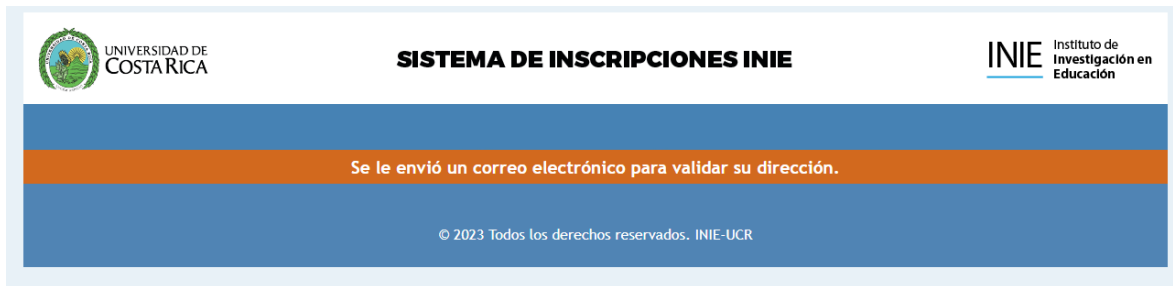 UNIVERSIDAD DE
COSTA RICA
SISTEMA DE INSCRIPCIONES INIE
INIE
Instituto de
Investigación en
Educación
Se le envió un correo electrónico para validar su dirección.
© 2023 Todos los derechos reservados. INIE-UCR